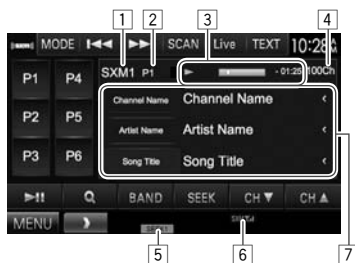 1 2 3 4
MODE SCAN Live TEXT 10:28
P1 P4 SXM1 P1 -01:25 100Ch
Channel Name Channel Name
P2 P5 Artist Name Artist Name
P3 P6 Song Title Song Title
BAND SEEK CH▼ CH▲
MENU
5 6 7